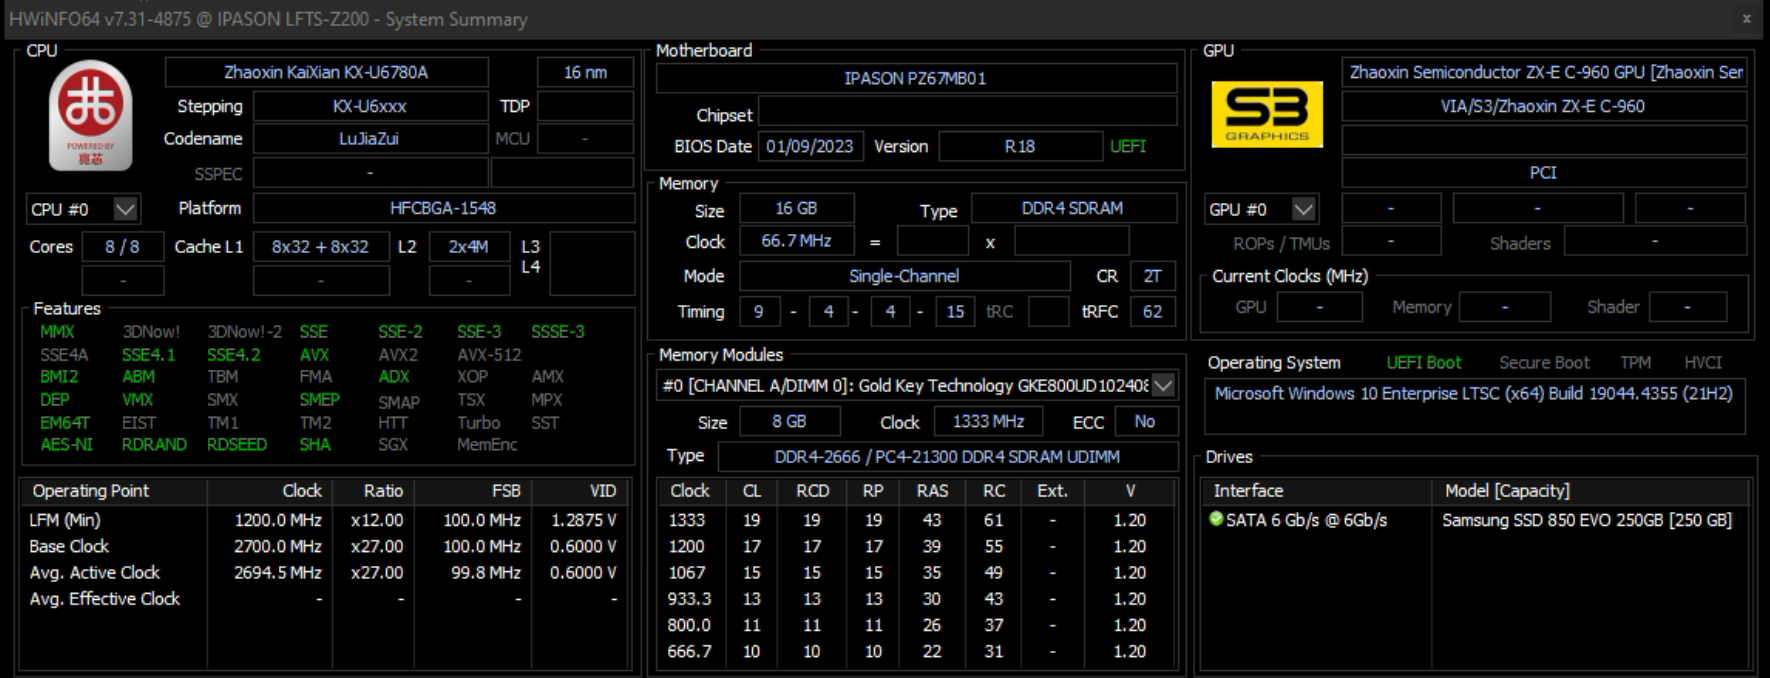 HWiNFO64 v7.31-4875 @ IPASON LFTS-Z200 - System Summary x
CPU
POWERED BY
兆芯
Zhaoxin KaiXian KX-U6780A 16 nm
Stepping KX-U6xxx TDP
Codename LuJiaZui MCU -
SSPEC -
CPU #0 Platform HFCBGA-1548
Cores 8 / 8 Cache L1 8x32 + 8x32 L2 2x4M L3
- - - L4
Features
MMX 3DNow! 3DNow!-2 SSE SSE-2 SSE-3 SSSE-3
SSE4A SSE4.1 SSE4.2 AVX AVX2 AVX-512
BMI2 ABM TBM FMA ADX XOP AMX
DEP VMX SMX SMEP SMAP TSX MPX
EM64T EIST TM1 TM2 HTT Turbo SST
AES-NI RDRAND RDSEED SHA SGX MemEnc
Operating Point Clock Ratio FSB VID
LFM (Min) 1200.0 MHz x12.00 100.0 MHz 1.2875 V
Base Clock 2700.0 MHz x27.00 100.0 MHz 0.6000 V
Avg. Active Clock 2694.5 MHz x27.00 99.8 MHz 0.6000 V
Avg. Effective Clock - - - -
Motherboard
IPASON PZ67MB01
Chipset
BIOS Date 01/09/2023 Version R18 UEFI
Memory
Size 16 GB Type DDR4 SDRAM
Clock 66.7 MHz = x
Mode Single-Channel CR 2T
Timing 9 - 4 - 4 - 15 tRC tRFC 62
Memory Modules
#0 [CHANNEL A/DIMM 0]: Gold Key Technology GKE800UD102408
Size 8 GB Clock 1333 MHz ECC No
Type DDR4-2666 / PC4-21300 DDR4 SDRAM UDIMM
Clock CL RCD RP RAS RC Ext. V
1333 19 19 19 43 61 - 1.20
1200 17 17 17 39 55 - 1.20
1067 15 15 15 35 49 - 1.20
933.3 13 13 13 30 43 - 1.20
800.0 11 11 11 26 37 - 1.20
666.7 10 10 10 22 31 - 1.20
GPU
S3
GRAPHICS
Zhaoxin Semiconductor ZX-E C-960 GPU [Zhaoxin Ser
VIA/S3/Zhaoxin ZX-E C-960
PCI
GPU #0 - - -
ROPs / TMUs - Shaders -
Current Clocks (MHz)
GPU - Memory - Shader -
Operating System UEFI Boot Secure Boot TPM HVCI
Microsoft Windows 10 Enterprise LTSC (x64) Build 19044.4355 (21H2)
Drives
Interface Model [Capacity]
SATA 6 Gb/s @ 6Gb/s Samsung SSD 850 EVO 250GB [250 GB]